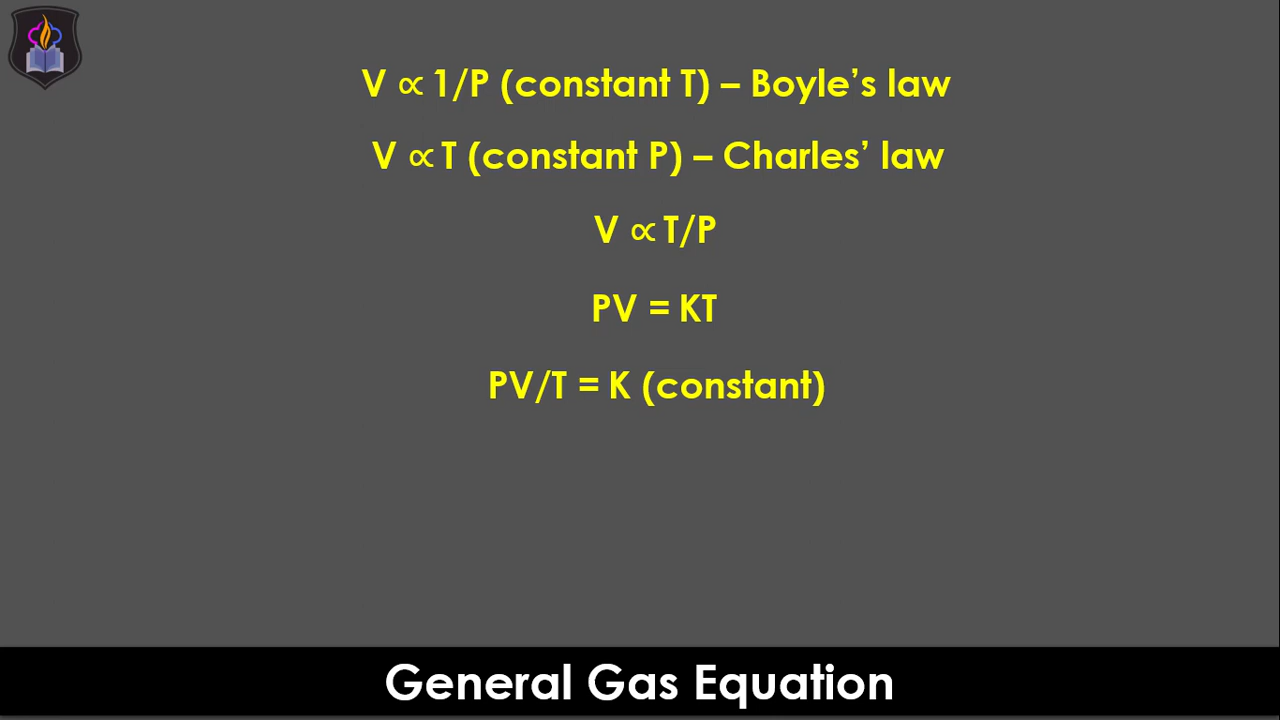 V ∝ 1/P (constant T) – Boyle’s law
V ∝ T (constant P) – Charles’ law
V ∝ T/P
PV = KT
PV/T = K (constant)
General Gas Equation